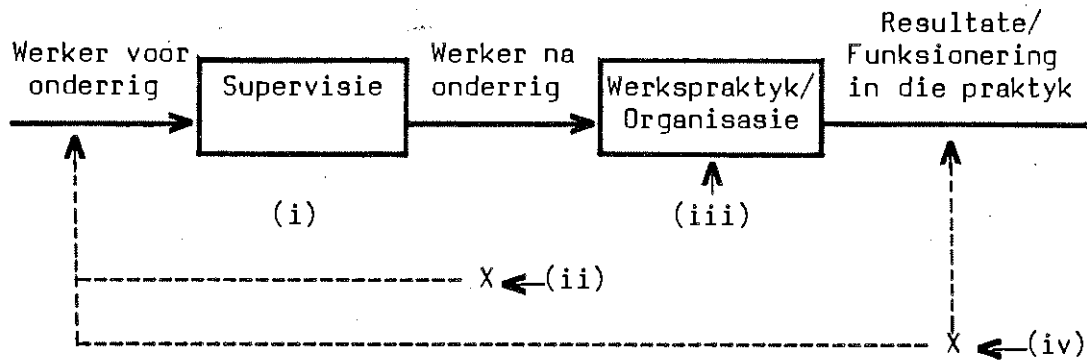 Werker voor
onderrig
Supervisie
Werker na
onderrig
Werkspraktyk/
Organisasie
Resultate/
Funksionering
in die praktyk
(i)
(iii)
X
(ii)
X
(iv)